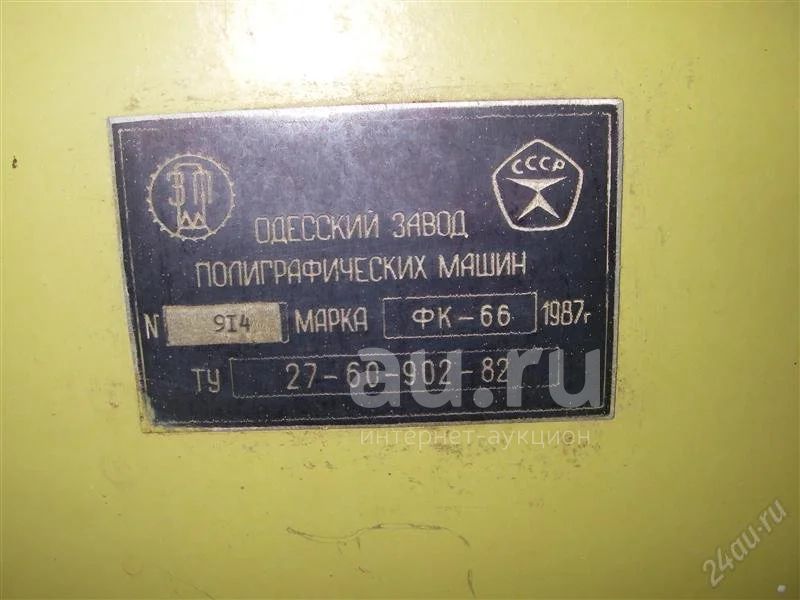 ЗПМ
СССР
ОДЕССКИЙ ЗАВОД
ПОЛИГРАФИЧЕСКИХ МАШИН
N 9I4 МАРКА ФК-66 1987г
ТУ 27-60-902-82
au.ru
интернет-аукцион
24au.ru